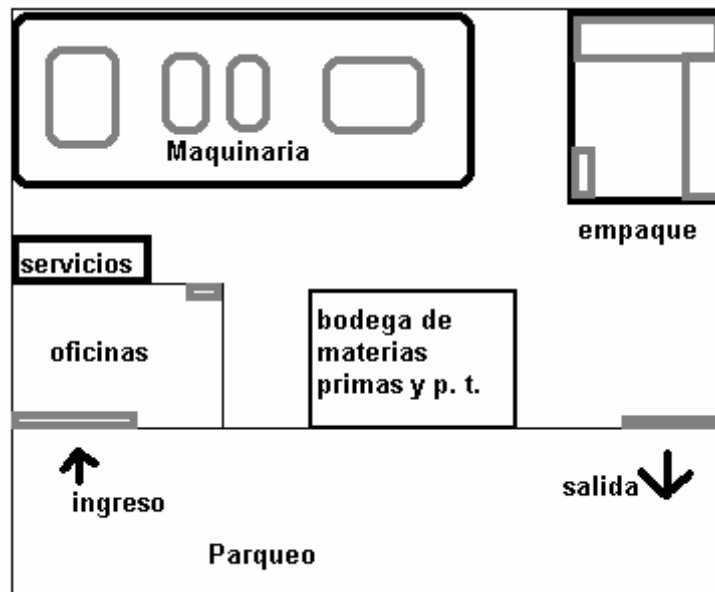 Maquinaria
empaque
servicios
oficinas
bodega de
materias
primas y p. t.
ingreso
salida
Parqueo